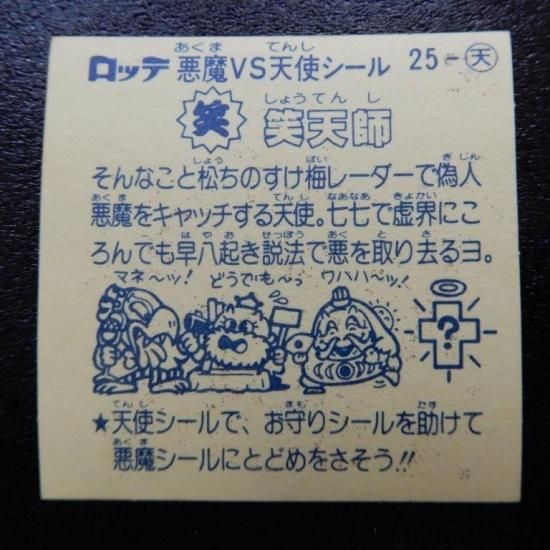 ロッテ 悪魔VS天使シール 25-天
笑 笑天師
そんなこと松ちのすけ梅レーダーで偽人
悪魔をキャッチする天使。七七で虚界にこ
ろんでも早八起き説法で悪を取り去るヨ。
マネ〜ッ! どうでも〜っ ワハハ〜ッ!
?
★天使シールで、お守りシールを助けて
悪魔シールにとどめをさそう!!